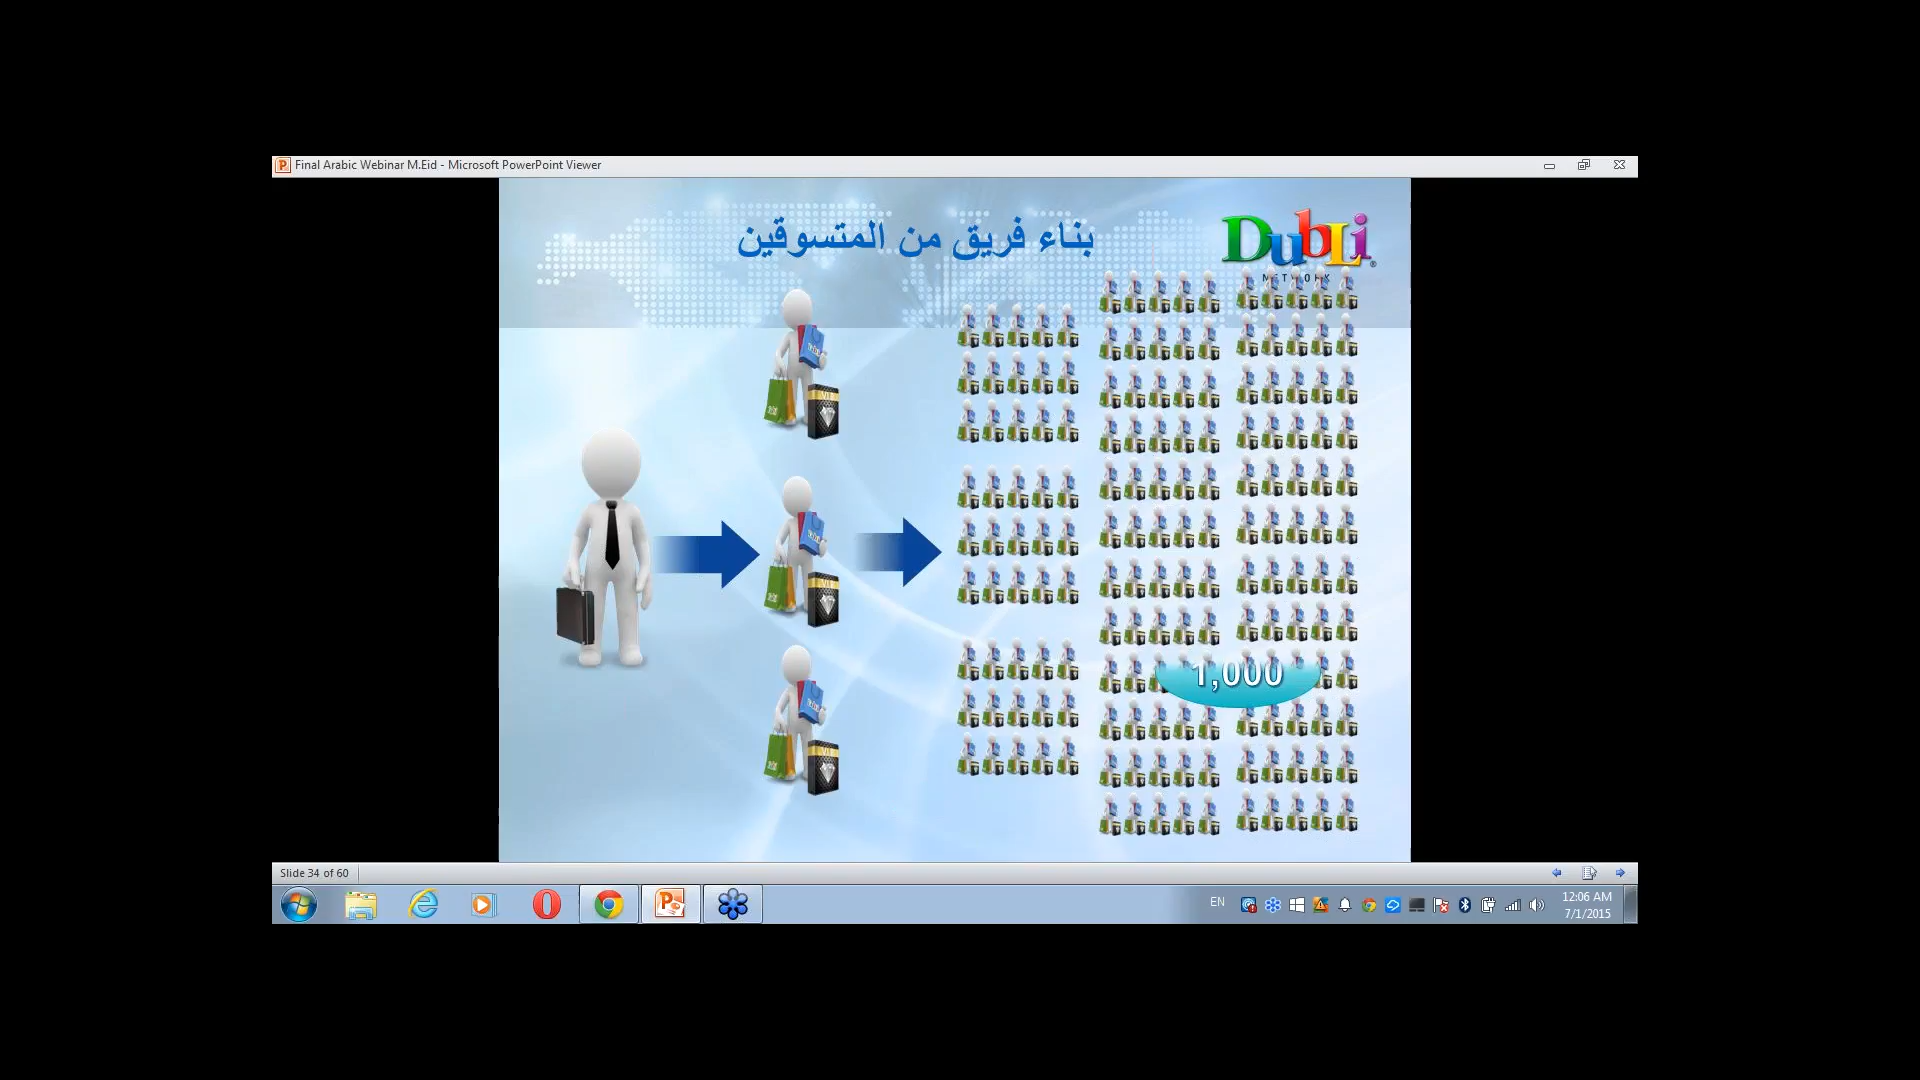 Final Arabic Webinar M.Eid - Microsoft PowerPoint Viewer
بناء فريق من المتسوقين
DubLi
NETWORK
1,000
Slide 34 of 60
EN
12:06 AM
7/1/2015